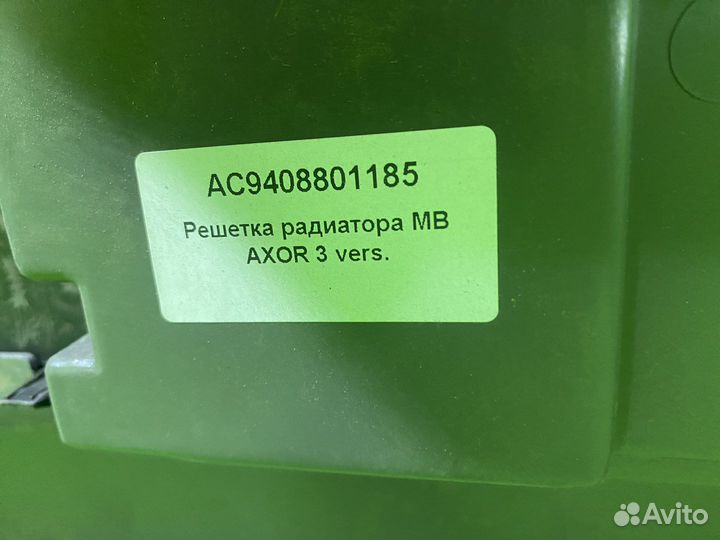 AC9408801185
Решетка радиатора MB
AXOR 3 vers.
Avito